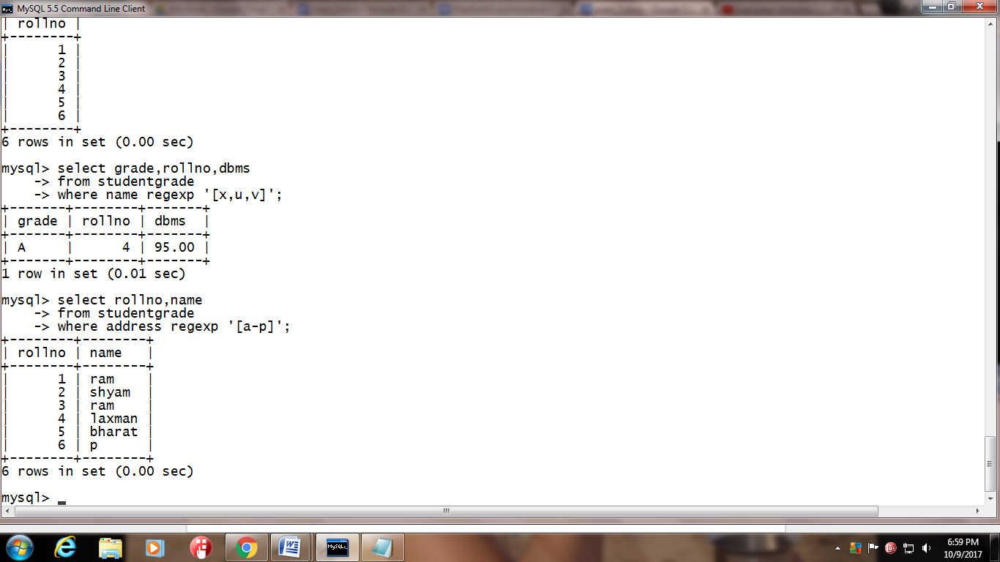 MySQL 5.5 Command Line Client
| rollno |
+--------+
|      1 |
|      2 |
|      3 |
|      4 |
|      5 |
|      6 |
+--------+
6 rows in set (0.00 sec)
mysql> select grade,rollno,dbms
    -> from studentgrade
    -> where name regexp '[x,u,v]';
+-------+--------+-------+
| grade | rollno | dbms  |
+-------+--------+-------+
| A     |      4 | 95.00 |
+-------+--------+-------+
1 row in set (0.01 sec)
mysql> select rollno,name
    -> from studentgrade
    -> where address regexp '[a-p]';
+--------+--------+
| rollno | name   |
+--------+--------+
|      1 | ram    |
|      2 | shyam  |
|      3 | ram    |
|      4 | laxman |
|      5 | bharat |
|      6 | p      |
+--------+--------+
6 rows in set (0.00 sec)
mysql>
6:59 PM
10/9/2017